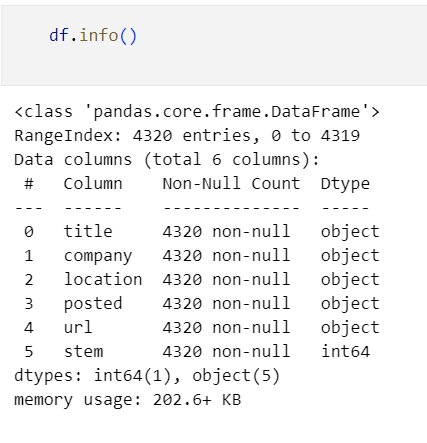 df.info()
<class 'pandas.core.frame.DataFrame'>
RangeIndex: 4320 entries, 0 to 4319
Data columns (total 6 columns):
 #   Column    Non-Null Count  Dtype
---  ------    --------------  -----
 0   title     4320 non-null   object
 1   company   4320 non-null   object
 2   location  4320 non-null   object
 3   posted    4320 non-null   object
 4   url       4320 non-null   object
 5   stem      4320 non-null   int64
dtypes: int64(1), object(5)
memory usage: 202.6+ KB